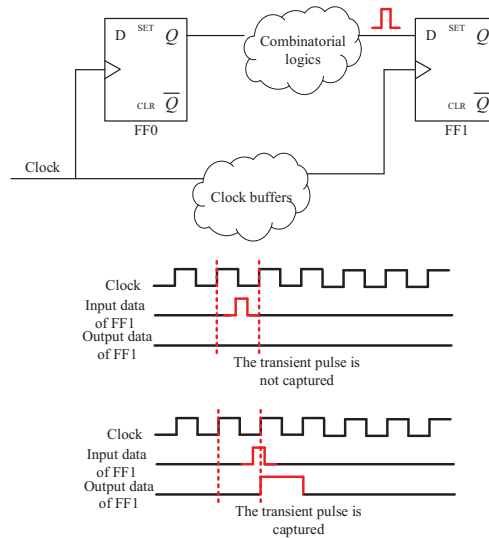 D SET Q
CLR Q
FF0
Combinatorial
logics
D SET Q
CLR Q
FF1
Clock
Clock buffers
Clock
Input data
of FF1
Output data
of FF1
The transient pulse is
not captured
Clock
Input data
of FF1
Output data
of FF1
The transient pulse is
captured